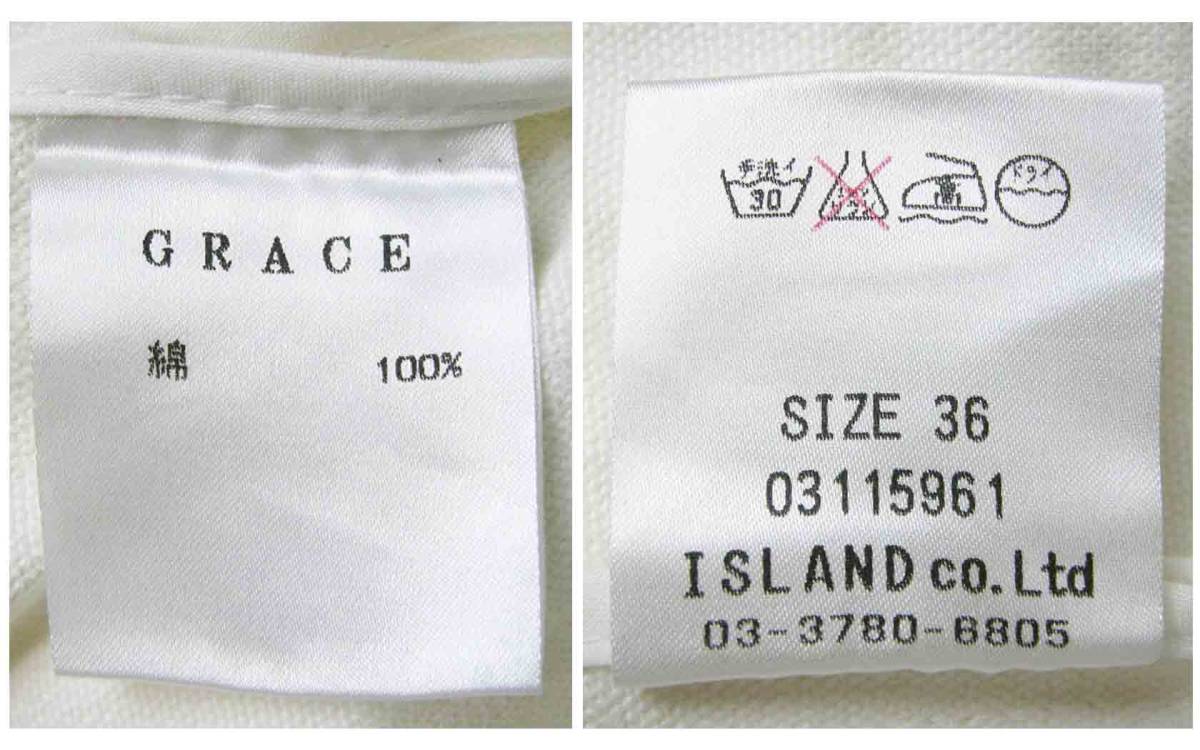 GRACE
綿 100%
手洗イ 30 高 ドライ
SIZE 36
03115961
ISLAND co.Ltd
03-3780-6805